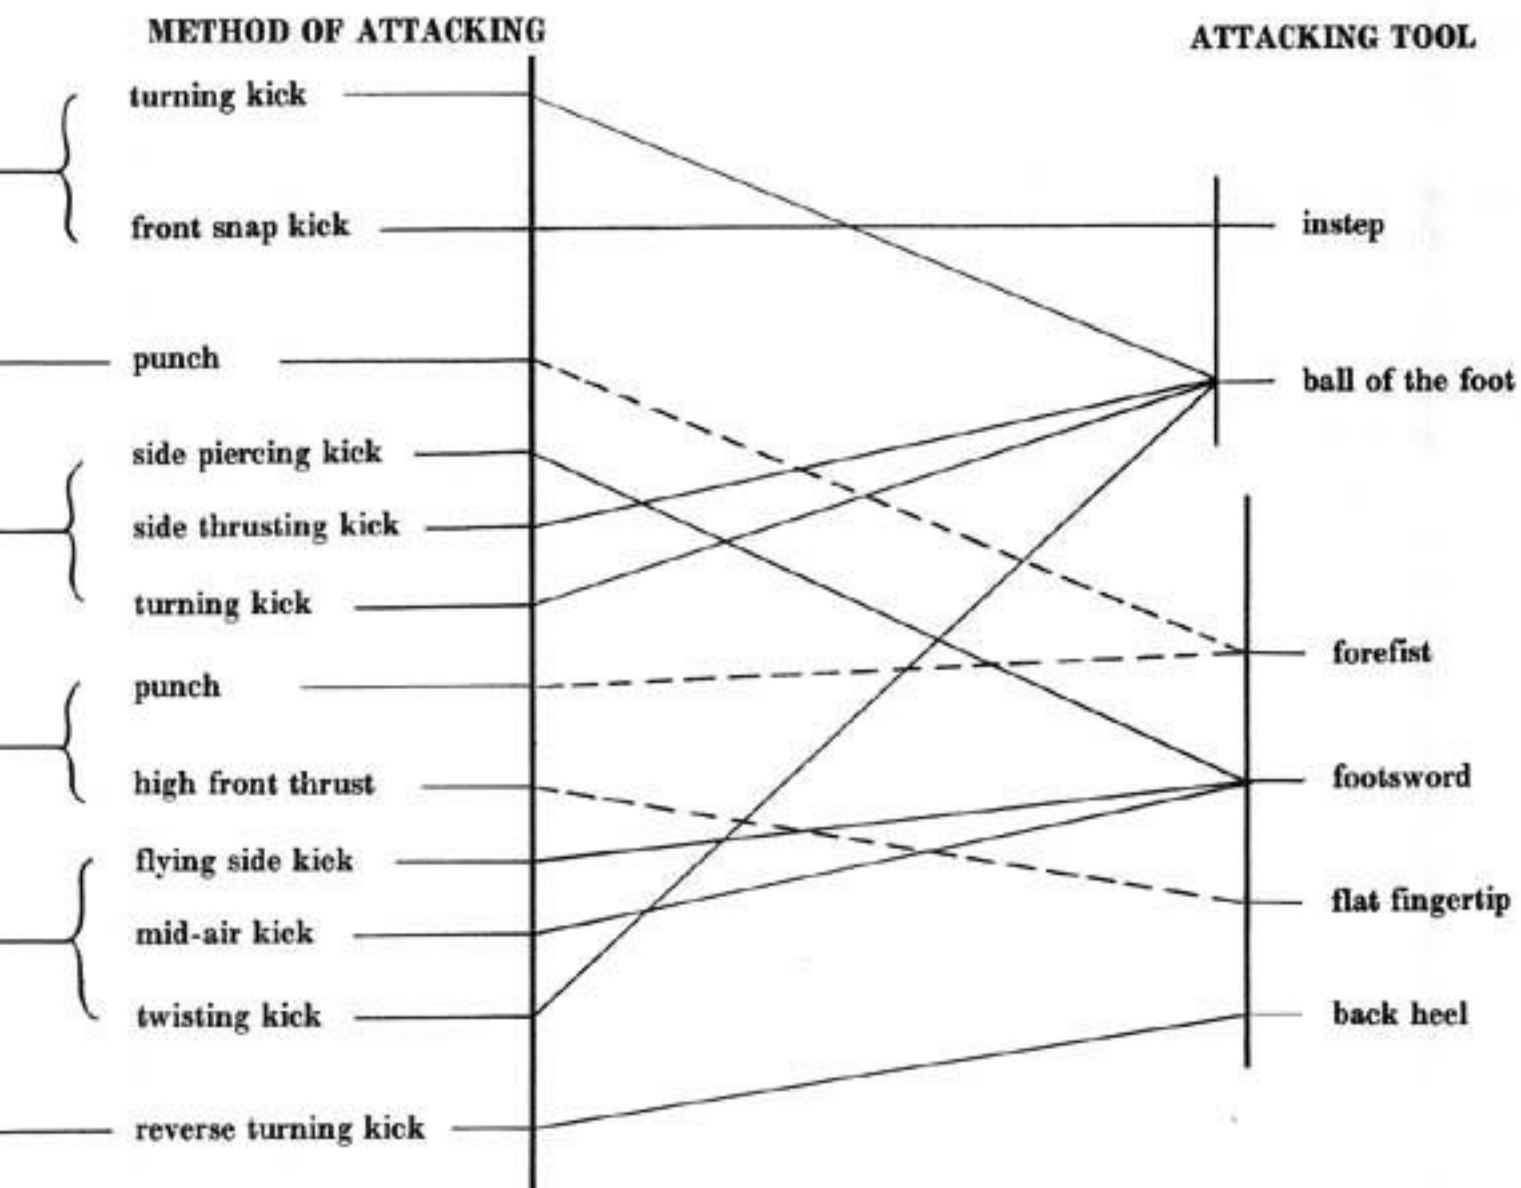 METHOD OF ATTACKING
turning kick
front snap kick
punch
side piercing kick
side thrusting kick
turning kick
punch
high front thrust
flying side kick
mid-air kick
twisting kick
reverse turning kick
ATTACKING TOOL
instep
ball of the foot
forefist
footsword
flat fingertip
back heel